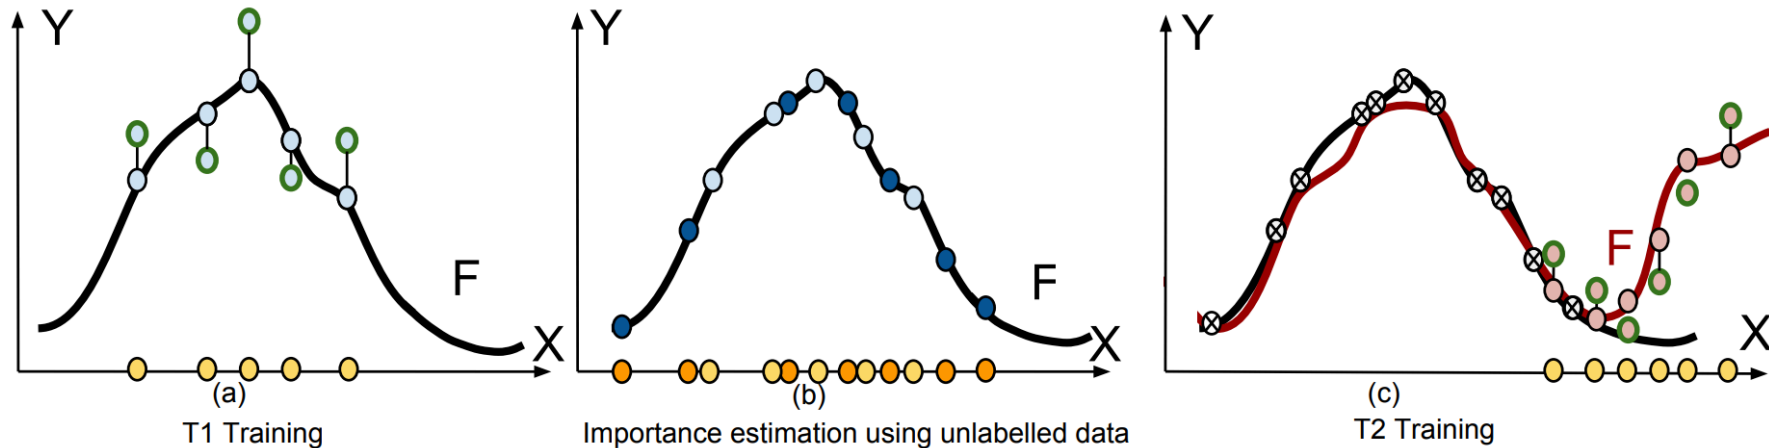 Y
F
X
(a)
T1 Training
Y
F
X
(b)
Importance estimation using unlabelled data
Y
F
X
(c)
T2 Training